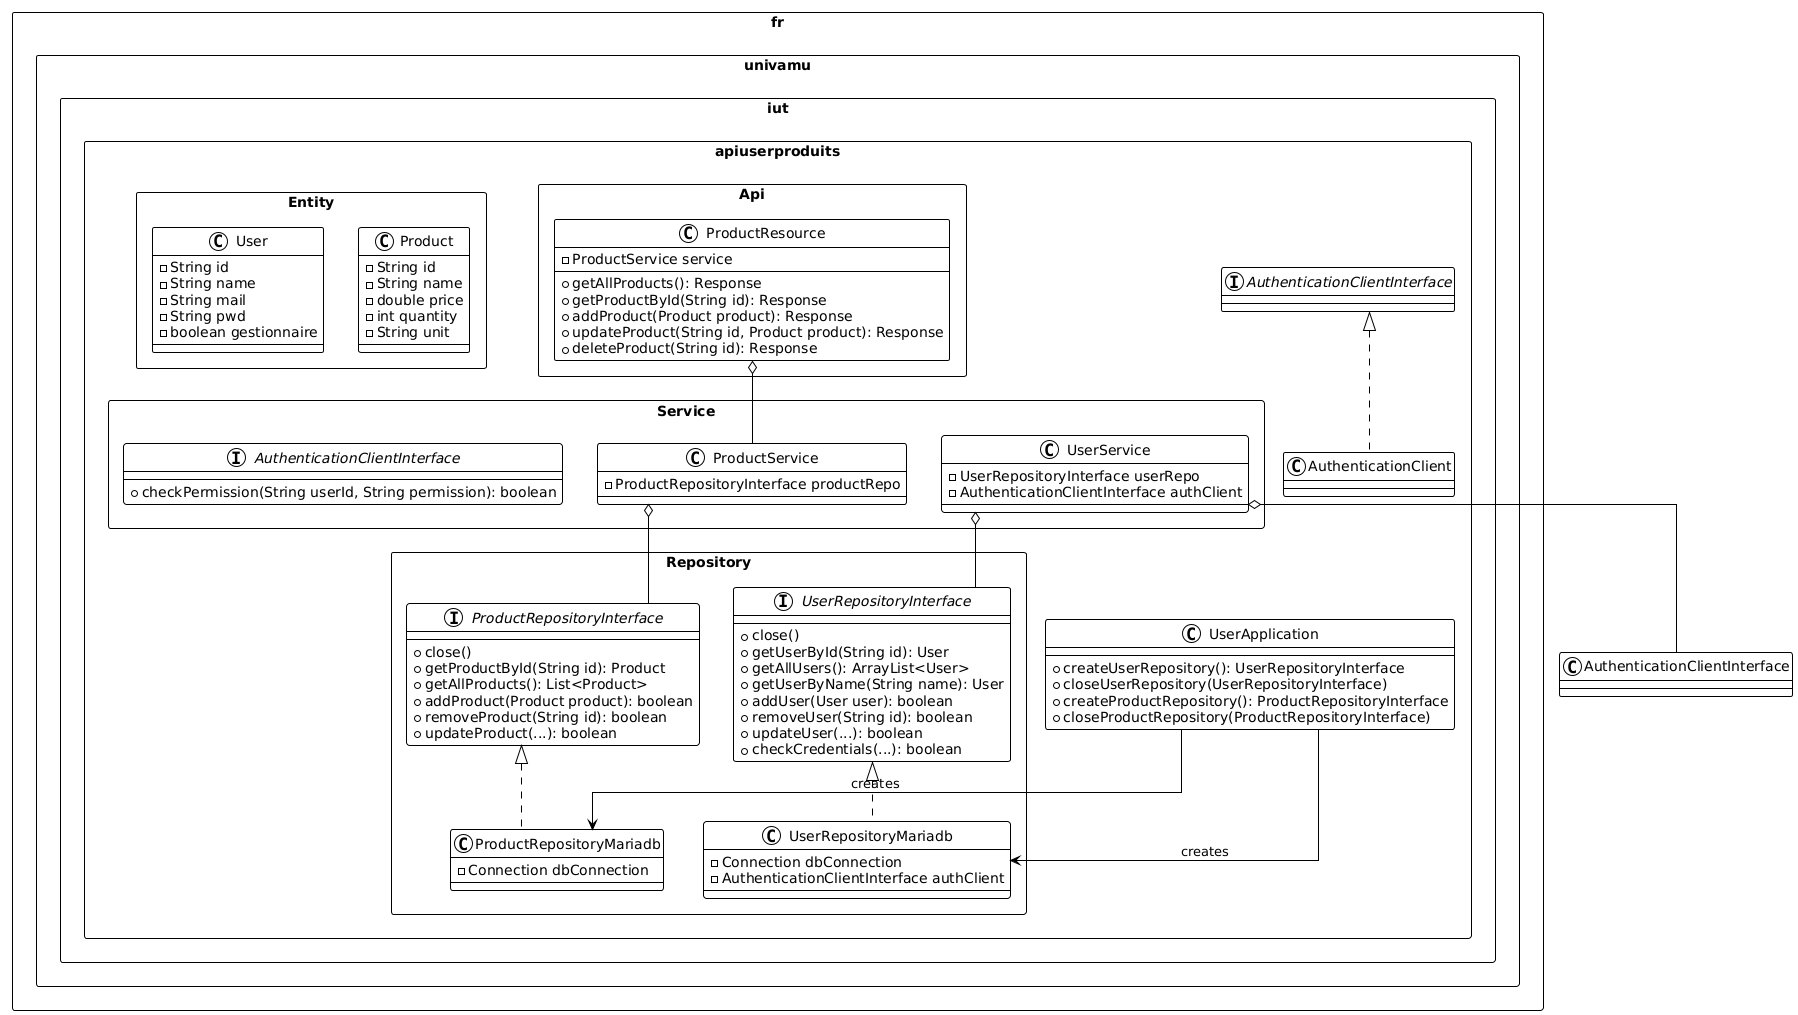 fr
univamu
iut
apiuserproduits
Entity
C User
String id
String name
String mail
String pwd
boolean gestionnaire
C Product
String id
String name
double price
int quantity
String unit
Api
C ProductResource
ProductService service
getAllProducts(): Response
getProductById(String id): Response
addProduct(Product product): Response
updateProduct(String id, Product product): Response
deleteProduct(String id): Response
I AuthenticationClientInterface
Service
I AuthenticationClientInterface
checkPermission(String userId, String permission): boolean
C ProductService
ProductRepositoryInterface productRepo
C UserService
UserRepositoryInterface userRepo
AuthenticationClientInterface authClient
C AuthenticationClient
Repository
I ProductRepositoryInterface
close()
getProductById(String id): Product
getAllProducts(): List<Product>
addProduct(Product product): boolean
removeProduct(String id): boolean
updateProduct(...): boolean
I UserRepositoryInterface
close()
getUserById(String id): User
getAllUsers(): ArrayList<User>
getUserByName(String name): User
addUser(User user): boolean
removeUser(String id): boolean
updateUser(...): boolean
checkCredentials(...): boolean
C UserApplication
createUserRepository(): UserRepositoryInterface
closeUserRepository(UserRepositoryInterface)
createProductRepository(): ProductRepositoryInterface
closeProductRepository(ProductRepositoryInterface)
C AuthenticationClientInterface
creates
C ProductRepositoryMariadb
Connection dbConnection
C UserRepositoryMariadb
Connection dbConnection
AuthenticationClientInterface authClient
creates